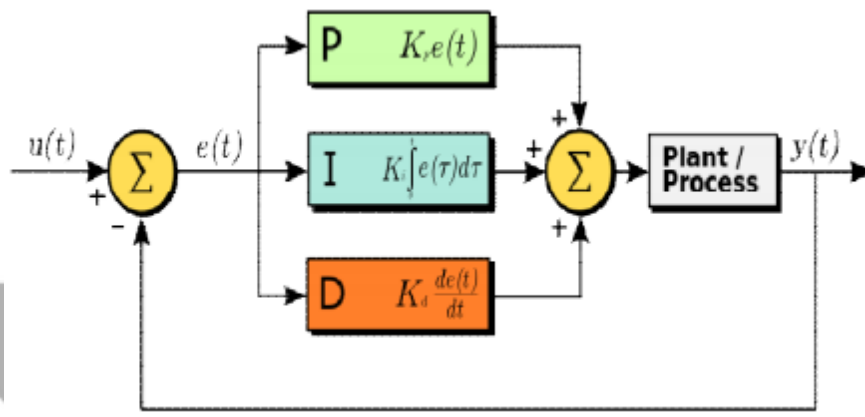 P K_p e(t)
u(t) + - Σ e(t)
I K_i ∫ e(τ)dτ
+ + + Σ
Plant / Process
y(t)
D K_d de(t)/dt